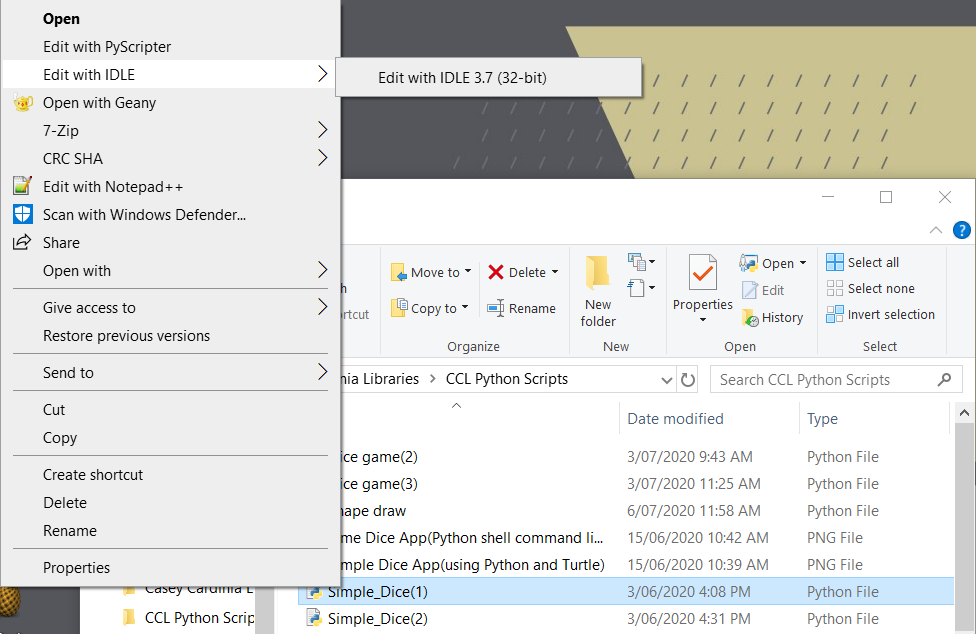 Open
Edit with PyScripter
Edit with IDLE
Edit with IDLE 3.7 (32-bit)
Open with Geany
7-Zip
CRC SHA
Edit with Notepad++
Scan with Windows Defender...
Share
Open with
Give access to
Restore previous versions
Send to
Cut
Copy
Create shortcut
Delete
Rename
Properties
?
Move to
Copy to
Delete
Rename
Organize
New folder
New
Properties
Open
Edit
History
Open
Select all
Select none
Invert selection
Select
Libraries > CCL Python Scripts
Search CCL Python Scripts
Date modified Type
ice game(2) 3/07/2020 9:43 AM Python File
ice game(3) 3/07/2020 11:25 AM Python File
hape draw 6/07/2020 11:58 AM Python File
me Dice App(Python shell command li... 15/06/2020 10:42 AM PNG File
mple Dice App(using Python and Turtle) 15/06/2020 10:39 AM PNG File
Simple_Dice(1) 3/06/2020 4:08 PM Python File
Simple_Dice(2) 3/06/2020 4:31 PM Python File
Casey Cardinia L
CCL Python Scrip